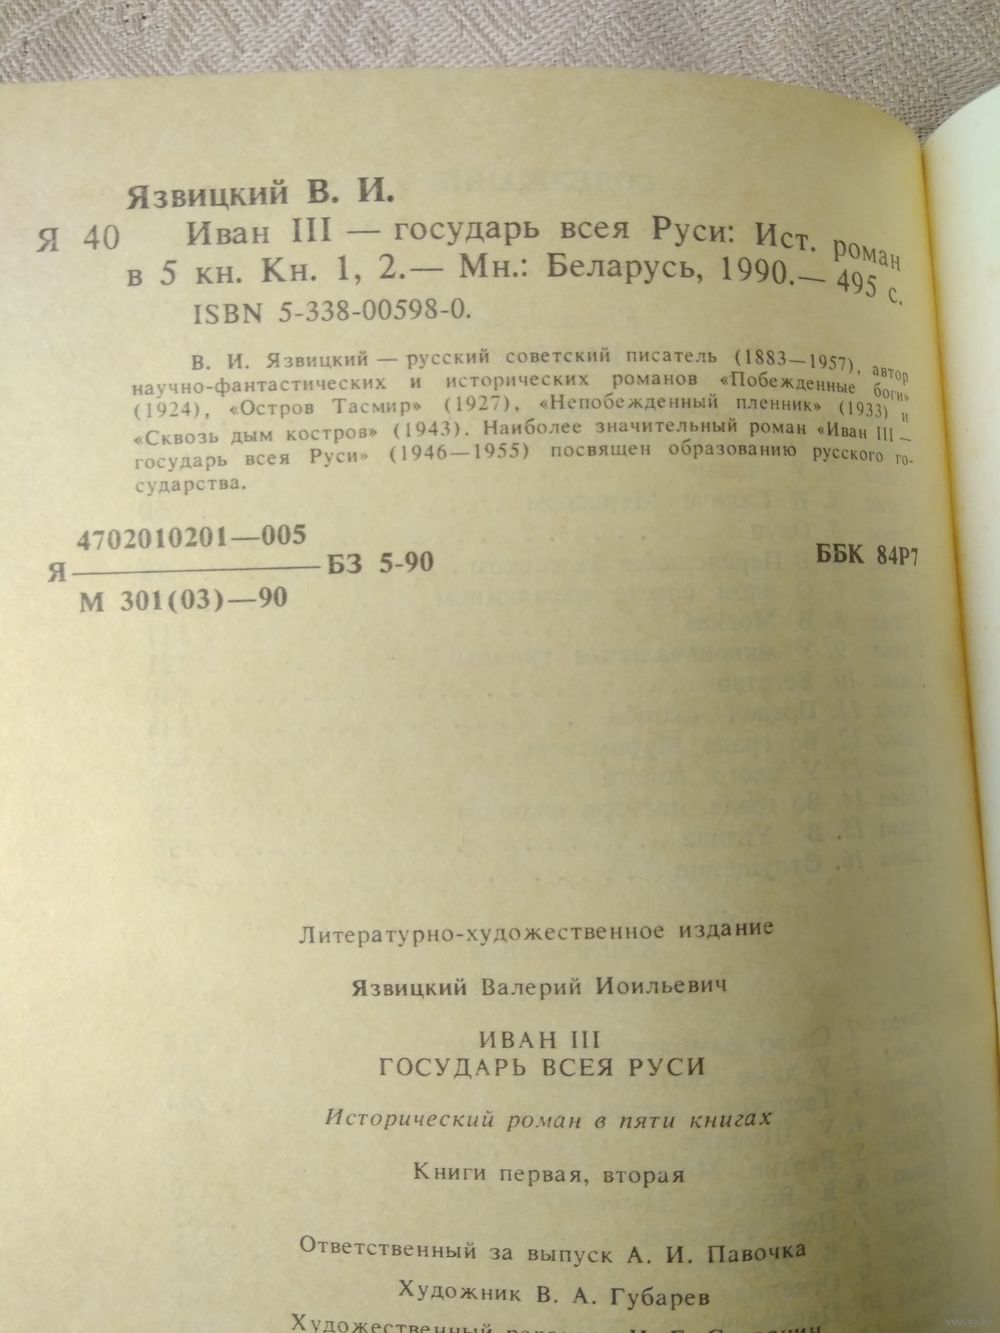 Язвицкий В. И.
Я 40 Иван III — государь всея Руси: Ист. роман
в 5 кн. Кн. 1, 2.— Мн.: Беларусь, 1990.— 495 с.
ISBN 5-338-00598-0.
В. И. Язвицкий — русский советский писатель (1883—1957), автор
научно-фантастических и исторических романов «Побежденные боги»
(1924), «Остров Тасмир» (1927), «Непобежденный пленник» (1933) и
«Сквозь дым костров» (1943). Наиболее значительный роман «Иван III —
государь всея Руси» (1946—1955) посвящен образованию русского го-
сударства.
4702010201—005
Я БЗ 5-90 ББК 84Р7
М 301(03)—90
Литературно-художественное издание
Язвицкий Валерий Иоильевич
ИВАН III
ГОСУДАРЬ ВСЕЯ РУСИ
Исторический роман в пяти книгах
Книги первая, вторая
Ответственный за выпуск А. И. Павочка
Художник В. А. Губарев
Художественный
www.ay.by